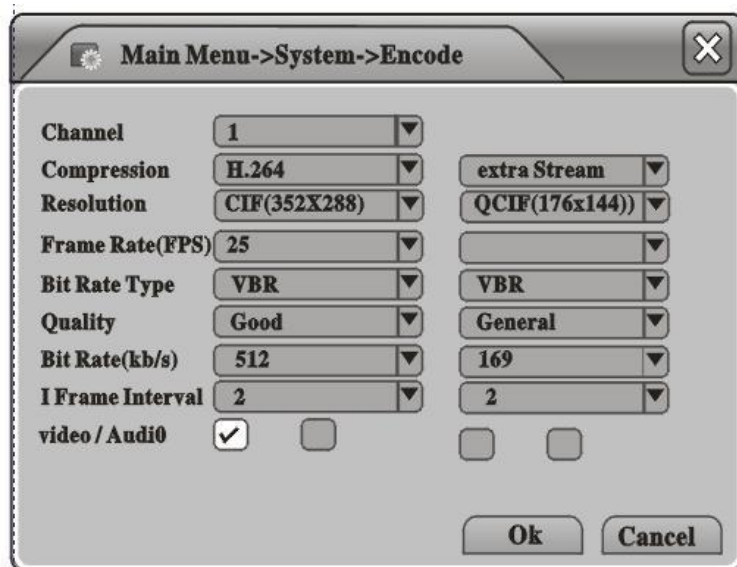 Main Menu->System->Encode
Channel 1
Compression H.264 extra Stream
Resolution CIF(352X288) QCIF(176x144))
Frame Rate(FPS) 25
Bit Rate Type VBR VBR
Quality Good General
Bit Rate(kb/s) 512 169
I Frame Interval 2 2
video / Audi0
Ok Cancel